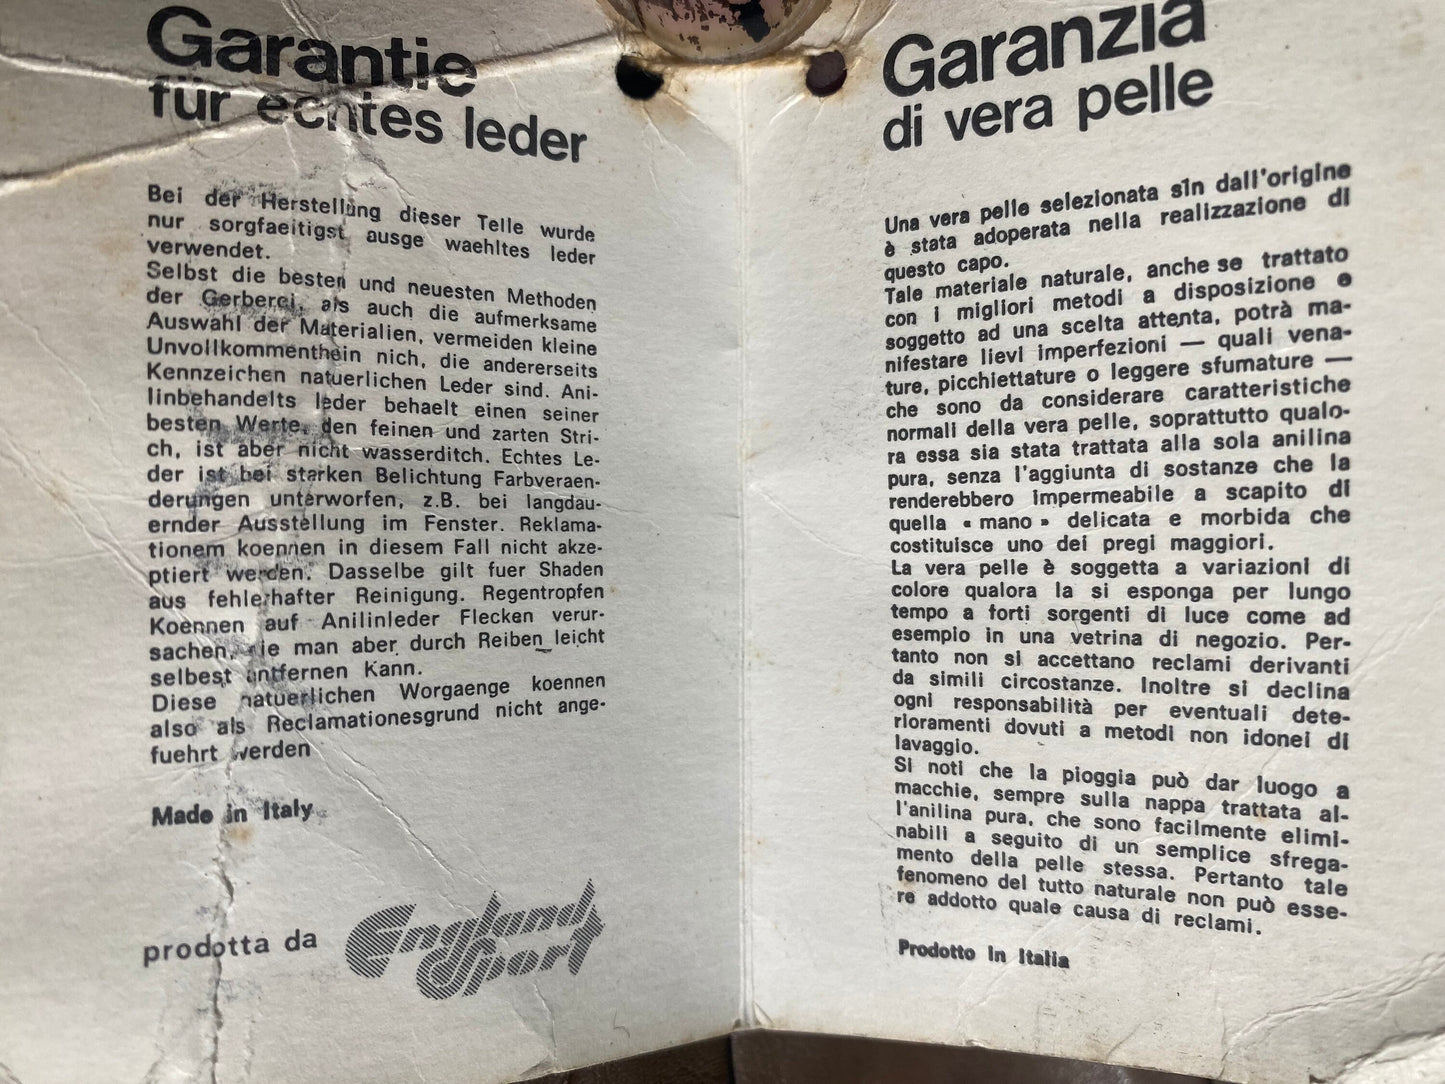 Garantie
für echtes leder
Bei der Herstellung dieser Telle wurde
nur sorgfaeitigst ausge waehltes leder
verwendet.
Selbst die besten und neuesten Methoden
der Gerberei, als auch die aufmerksame
Auswahl der Materialien, vermeiden kleine
Unvollkommenthein nich, die andererseits
Kennzeichen natuerlichen Leder sind. Ani-
linbehandelts leder behaelt einen seiner
besten Werte, den feinen und zarten Stri-
ch, ist aber nicht wasserditch. Echtes Le-
der ist bei starken Belichtung Farbveraen-
derungen unterworfen, z.B. bei langdau-
ernder Ausstellung im Fenster. Reklama-
tionem koennen in diesem Fall nicht akze-
ptiert werden. Dasselbe gilt fuer Shaden
aus fehlerhafter Reinigung. Regentropfen
Koennen auf Anilinleder Flecken verur-
sachen, die man aber durch Reiben leicht
selbest entfernen Kann.
Diese natuerlichen Worgaenge koennen
also als Reclamationesgrund nicht ange-
fuehrt werden
Made in Italy
prodotta da England Sport
Garanzia
di vera pelle
Una vera pelle selezionata sin dall'origine
è stata adoperata nella realizzazione di
questo capo.
Tale materiale naturale, anche se trattato
con i migliori metodi a disposizione e
soggetto ad una scelta attenta, potrà ma-
nifestare lievi imperfezioni — quali vena-
ture, picchiettature o leggere sfumature —
che sono da considerare caratteristiche
normali della vera pelle, soprattutto qualo-
ra essa sia stata trattata alla sola anilina
pura, senza l'aggiunta di sostanze che la
renderebbero impermeabile a scapito di
quella « mano » delicata e morbida che
costituisce uno dei pregi maggiori.
La vera pelle è soggetta a variazioni di
colore qualora la si esponga per lungo
tempo a forti sorgenti di luce come ad
esempio in una vetrina di negozio. Per-
tanto non si accettano reclami derivanti
da simili circostanze. Inoltre si declina
ogni responsabilità per eventuali dete-
rioramenti dovuti a metodi non idonei di
lavaggio.
Si noti che la pioggia può dar luogo a
macchie, sempre sulla nappa trattata al-
l'anilina pura, che sono facilmente elimi-
nabili a seguito di un semplice sfrega-
mento della pelle stessa. Pertanto tale
fenomeno del tutto naturale non può esse-
re addotto quale causa di reclami.
Prodotto in Italia